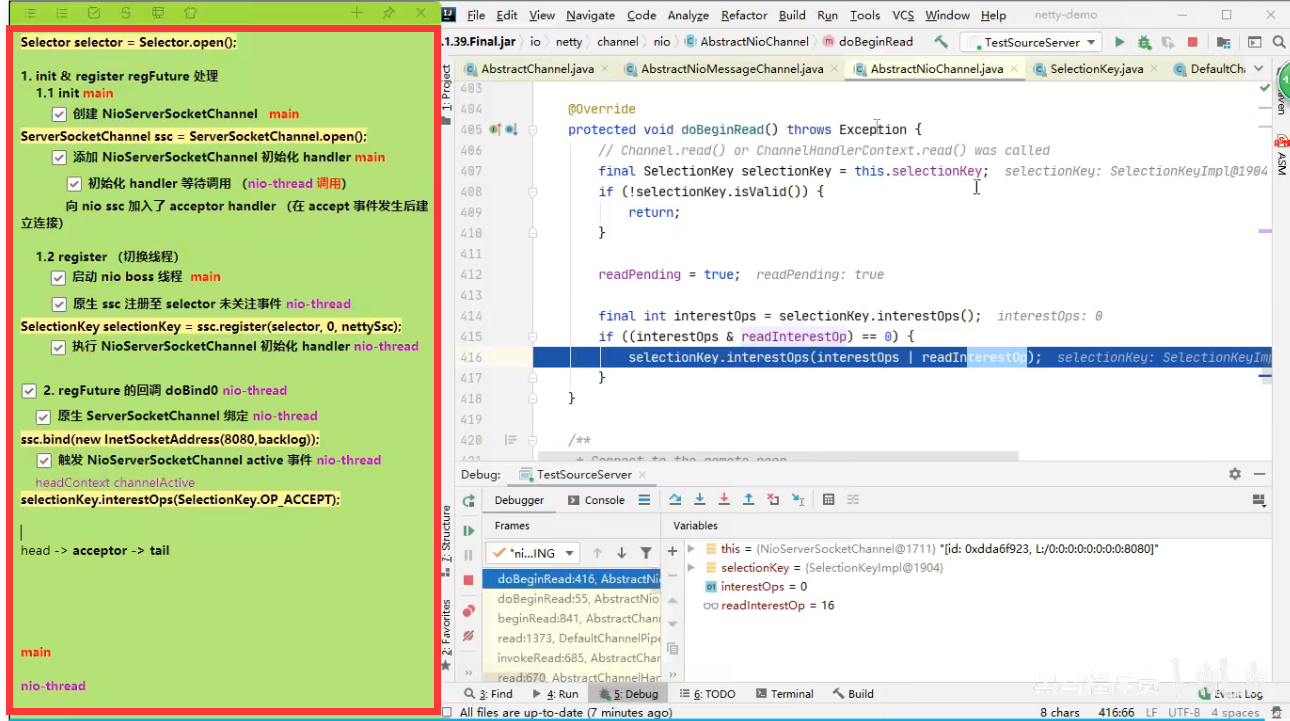 Selector selector = Selector.open();
1. init & register regFuture 处理
1.1 init main
创建 NioServerSocketChannel main
ServerSocketChannel ssc = ServerSocketChannel.open();
添加 NioServerSocketChannel 初始化 handler main
初始化 handler 等待调用 （nio-thread 调用）
向 nio ssc 加入了 acceptor handler （在 accept 事件发生后建
立连接）
1.2 register （切换线程）
启动 nio boss 线程 main
原生 ssc 注册至 selector 未关注事件 nio-thread
SelectionKey selectionKey = ssc.register(selector, 0, nettySsc);
执行 NioServerSocketChannel 初始化 handler nio-thread
2. regFuture 的回调 doBind0 nio-thread
原生 ServerSocketChannel 绑定 nio-thread
ssc.bind(new InetSocketAddress(8080,backlog));
触发 NioServerSocketChannel active 事件 nio-thread
headContext channelActive
selectionKey.interestOps(SelectionKey.OP_ACCEPT);
head -> acceptor -> tail
main
nio-thread
File Edit View Navigate Code Analyze Refactor Build Run Tools VCS Window Help netty-demo
.1.39.Final.jar io netty channel nio AbstractNioChannel doBeginRead TestSourceServer
AbstractChannel.java AbstractNioMessageChannel.java AbstractNioChannel.java SelectionKey.java DefaultCh
1: Project
ASM
403
404 @Override
405 protected void doBeginRead() throws Exception {
406 // Channel.read() or ChannelHandlerContext.read() was called
407 final SelectionKey selectionKey = this.selectionKey; selectionKey: SelectionKeyImpl@1904
408 if (!selectionKey.isValid()) {
409 return;
410 }
411
412 readPending = true; readPending: true
413
414 final int interestOps = selectionKey.interestOps(); interestOps: 0
415 if ((interestOps & readInterestOp) == 0) {
416 selectionKey.interestOps(interestOps | readInterestOp); selectionKey: SelectionKeyImp
417 }
418 }
419
420 /**
Debug: TestSourceServer
Debugger Console
Frames Variables
"ni...ING
doBeginRead:416, AbstractNi
doBeginRead:55, AbstractNio
beginRead:841, AbstractChan
read:1373, DefaultChannelPipe
invokeRead:685, AbstractChar
read:670, AbstractChannelHan
this = {NioServerSocketChannel@1711} "[id: 0xdda6f923, L:/0:0:0:0:0:0:0:0:8080]"
selectionKey = {SelectionKeyImpl@1904}
interestOps = 0
readInterestOp = 16
Z: Structure
2: Favorites
3: Find 4: Run 5: Debug 6: TODO Terminal Build Event Log
All files are up-to-date (7 minutes ago) 8 chars 416:66 LF UTF-8 4 spaces